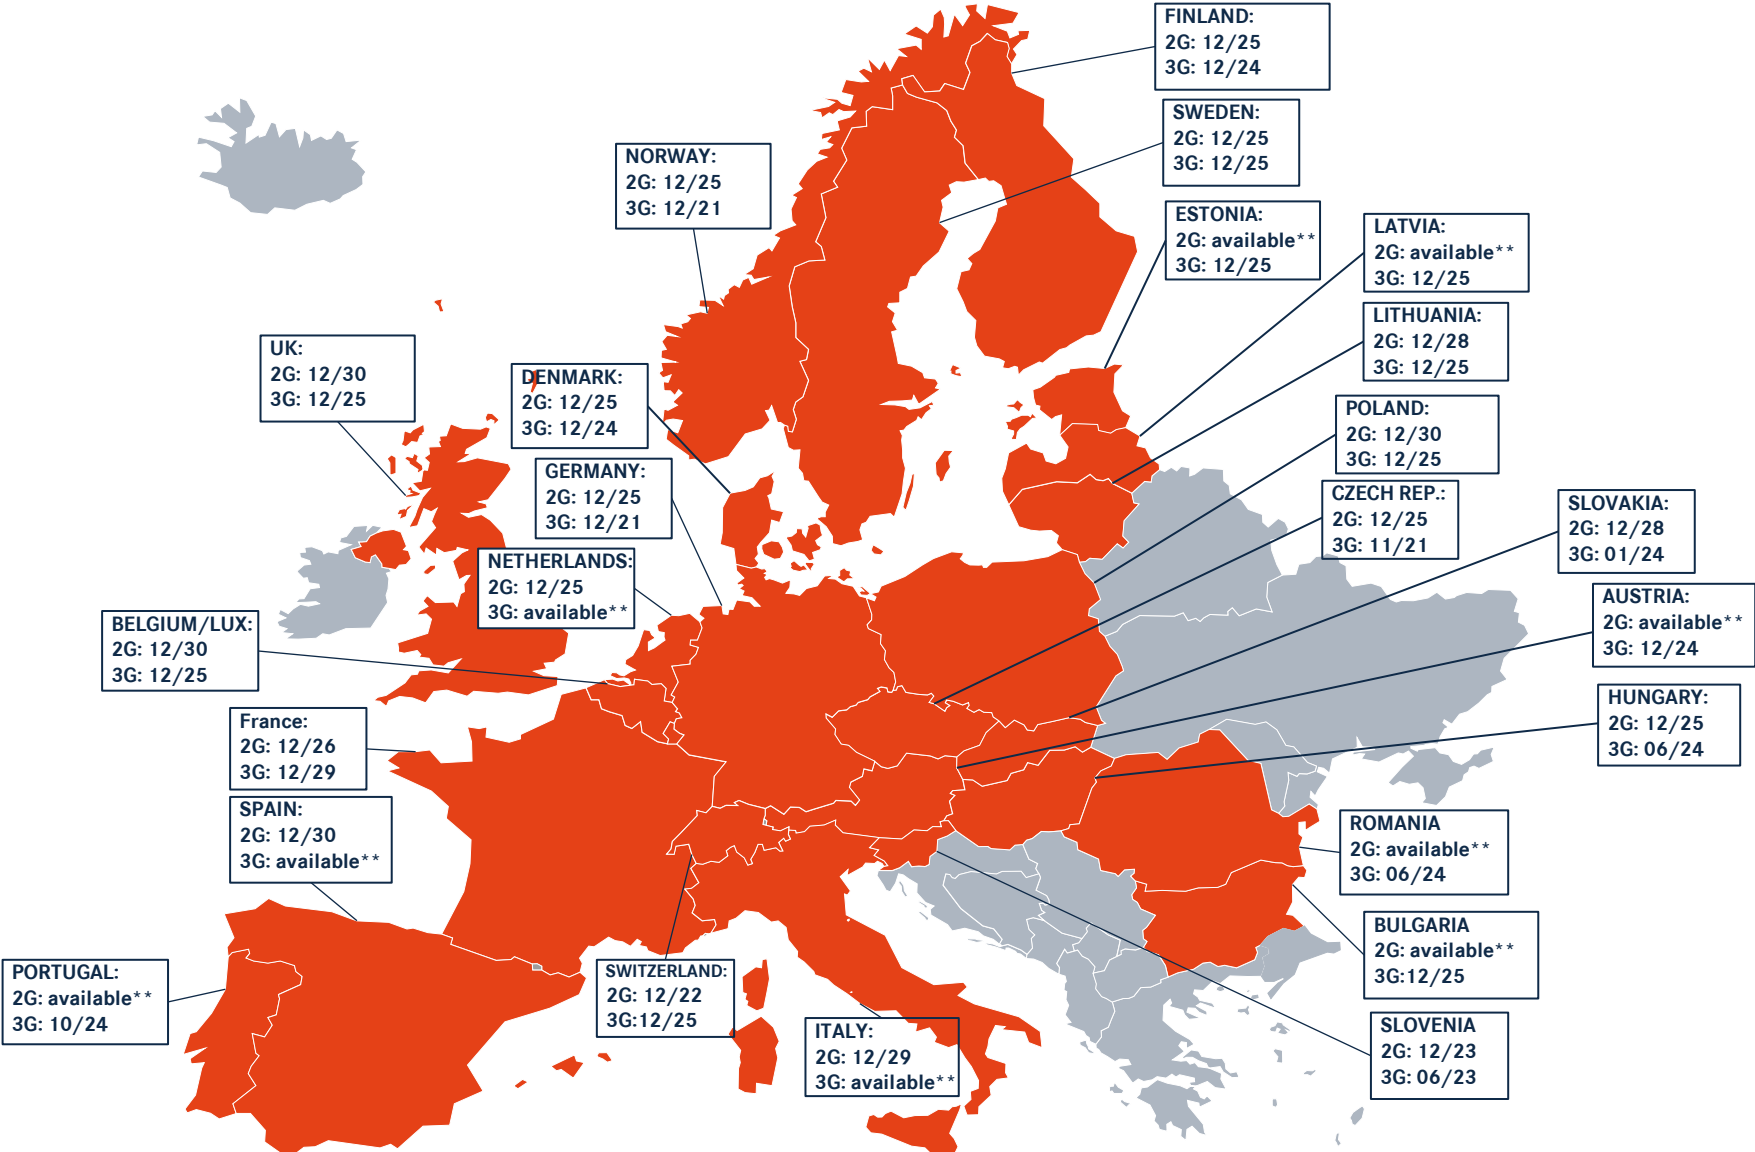 FINLAND:
2G: 12/25
3G: 12/24
SWEDEN:
2G: 12/25
3G: 12/25
NORWAY:
2G: 12/25
3G: 12/21
ESTONIA:
2G: available**
3G: 12/25
LATVIA:
2G: available**
3G: 12/25
LITHUANIA:
2G: 12/28
3G: 12/25
UK:
2G: 12/30
3G: 12/25
DENMARK:
2G: 12/25
3G: 12/24
POLAND:
2G: 12/30
3G: 12/25
GERMANY:
2G: 12/25
3G: 12/21
CZECH REP.:
2G: 12/25
3G: 11/21
SLOVAKIA:
2G: 12/28
3G: 01/24
NETHERLANDS:
2G: 12/25
3G: available**
AUSTRIA:
2G: available**
3G: 12/24
BELGIUM/LUX:
2G: 12/30
3G: 12/25
HUNGARY:
2G: 12/25
3G: 06/24
France:
2G: 12/26
3G: 12/29
SPAIN:
2G: 12/30
3G: available**
ROMANIA
2G: available**
3G: 06/24
BULGARIA
2G: available**
3G:12/25
PORTUGAL:
2G: available**
3G: 10/24
SWITZERLAND:
2G: 12/22
3G:12/25
ITALY:
2G: 12/29
3G: available**
SLOVENIA
2G: 12/23
3G: 06/23